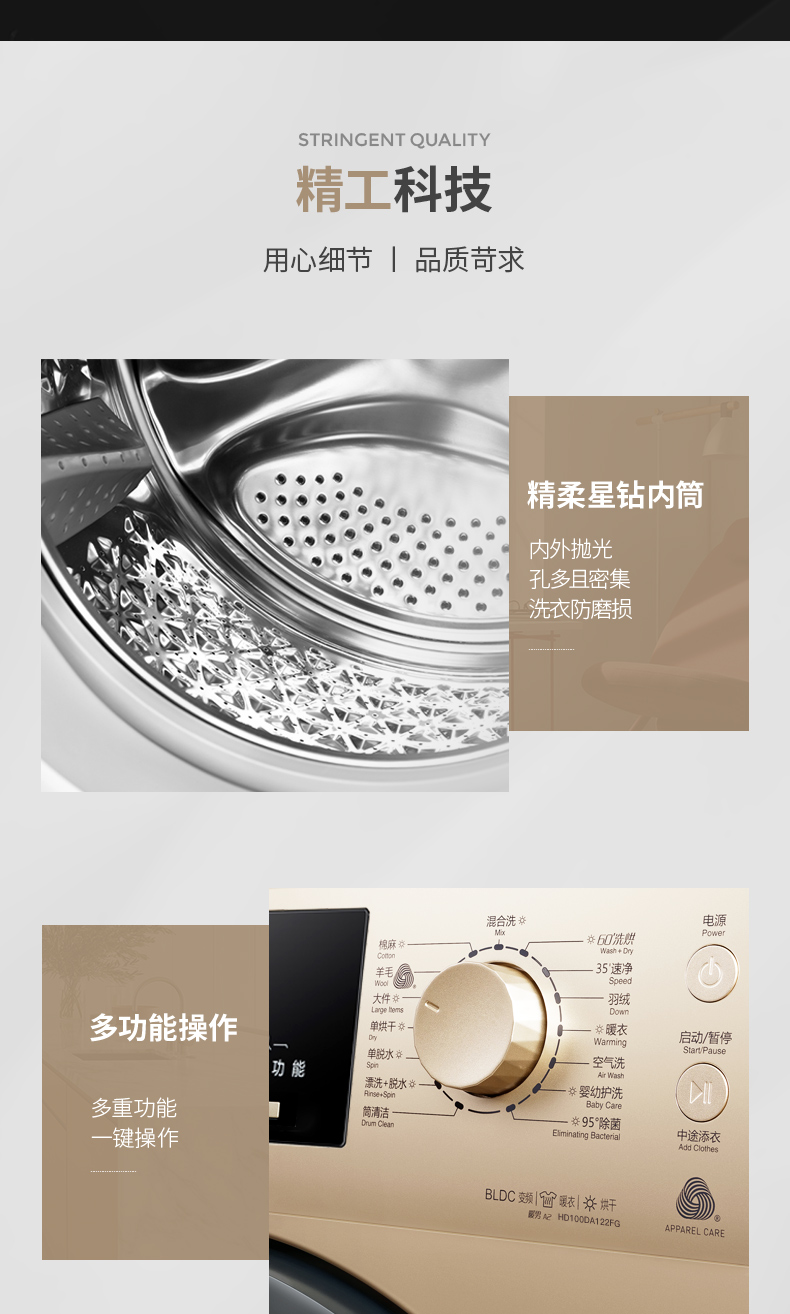 STRINGENT QUALITY
精工科技
用心细节 | 品质苛求
精柔星钻内筒
内外抛光
孔多且密集
洗衣防磨损
多功能操作
多重功能
一键操作
功能
混合洗
Mix
棉麻
Cotton
羊毛
Wool
大件
Large Items
单烘干
Dry
单脱水
Spin
漂洗+脱水
Rinse+Spin
筒清洁
Drum Clean
60'洗烘
Wash + Dry
35'速净
Speed
羽绒
Down
暖衣
Warming
空气洗
Air Wash
婴幼护洗
Baby Care
95°除菌
Eliminating Bacterial
电源
Power
启动/暂停
Start/Pause
中途添衣
Add Clothes
BLDC 变频 | 暖衣 | 烘干
HD100DA122FG
®
APPAREL CARE